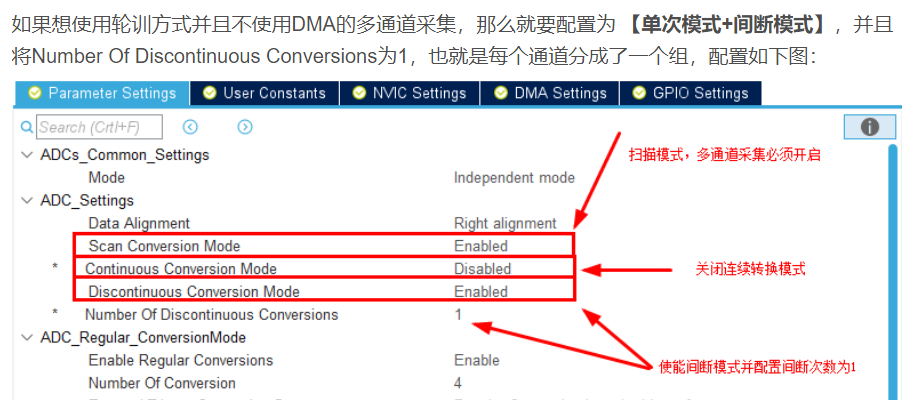 如果想使用轮训方式并且不使用DMA的多通道采集，那么就要配置为 【单次模式+间断模式】，并且
将Number Of Discontinuous Conversions为1，也就是每个通道分成了一个组，配置如下图：
Parameter Settings User Constants NVIC Settings DMA Settings GPIO Settings
Search (Crtl+F)
扫描模式，多通道采集必须开启
ADCs_Common_Settings
Mode Independent mode
ADC_Settings
Data Alignment Right alignment
Scan Conversion Mode Enabled
* Continuous Conversion Mode Disabled 关闭连续转换模式
Discontinuous Conversion Mode Enabled
* Number Of Discontinuous Conversions 1
ADC_Regular_ConversionMode
Enable Regular Conversions Enable 使能间断模式并配置间断次数为1
Number Of Conversion 4